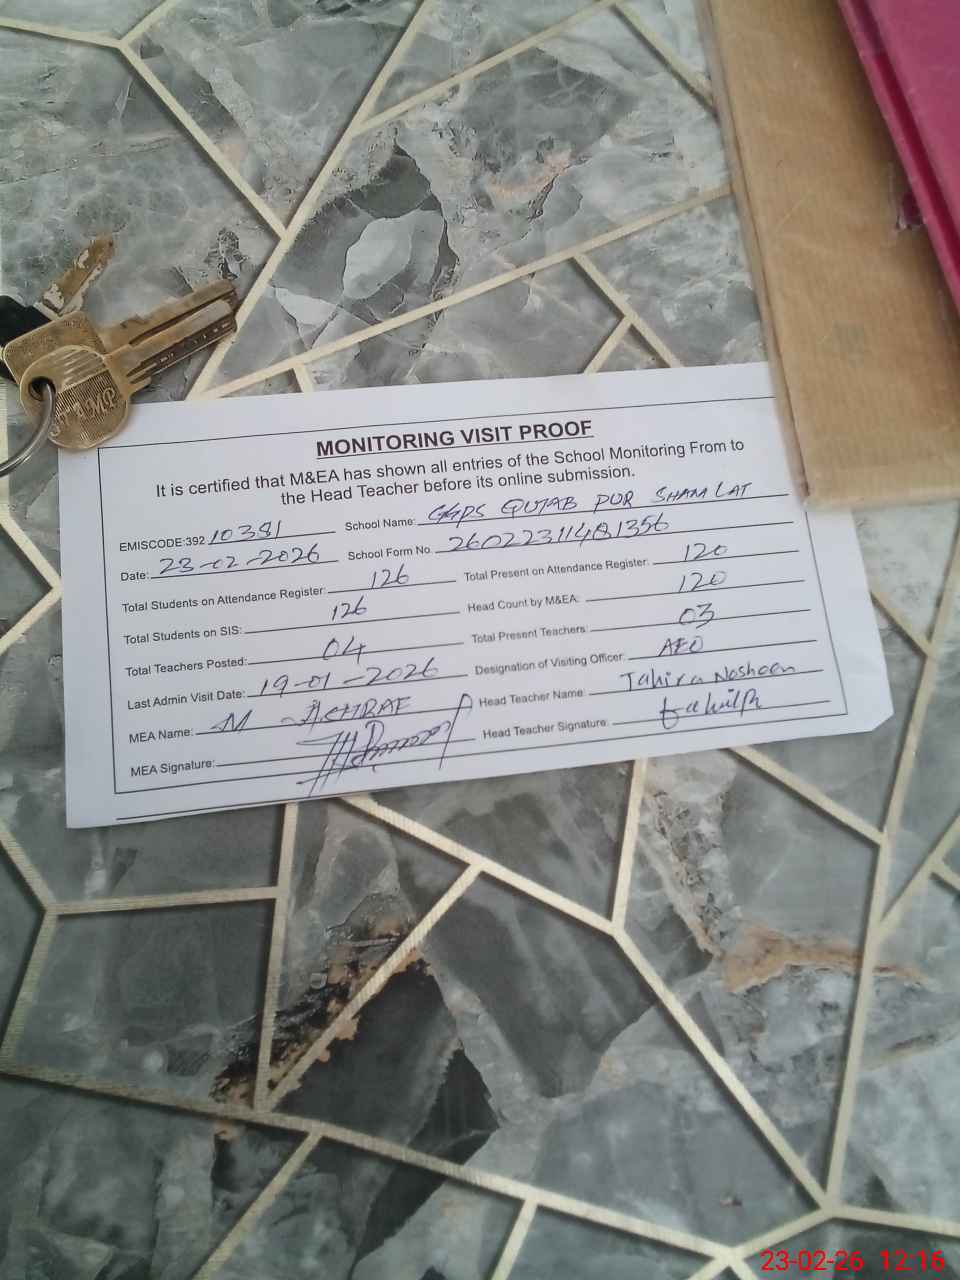 MONITORING VISIT PROOF
It is certified that M&EA has shown all entries of the School Monitoring From to
the Head Teacher before its online submission.
EMISCODE:392 10381 School Name: GGPS QUTAB PUR SHAMLAT
Date: 23-02-2026 School Form No. 26022311481356
Total Students on Attendance Register: 126 Total Present on Attendance Register: 120
Total Students on SIS: 126 Head Count by M&EA: 120
Total Teachers Posted: 04 Total Present Teachers: 03
Last Admin Visit Date: 19-01-2026 Designation of Visiting Officer: AEO
MEA Name: M ASHRAF Head Teacher Name: Tahira Nosheen
MEA Signature: Head Teacher Signature:
23-02-26 12:16